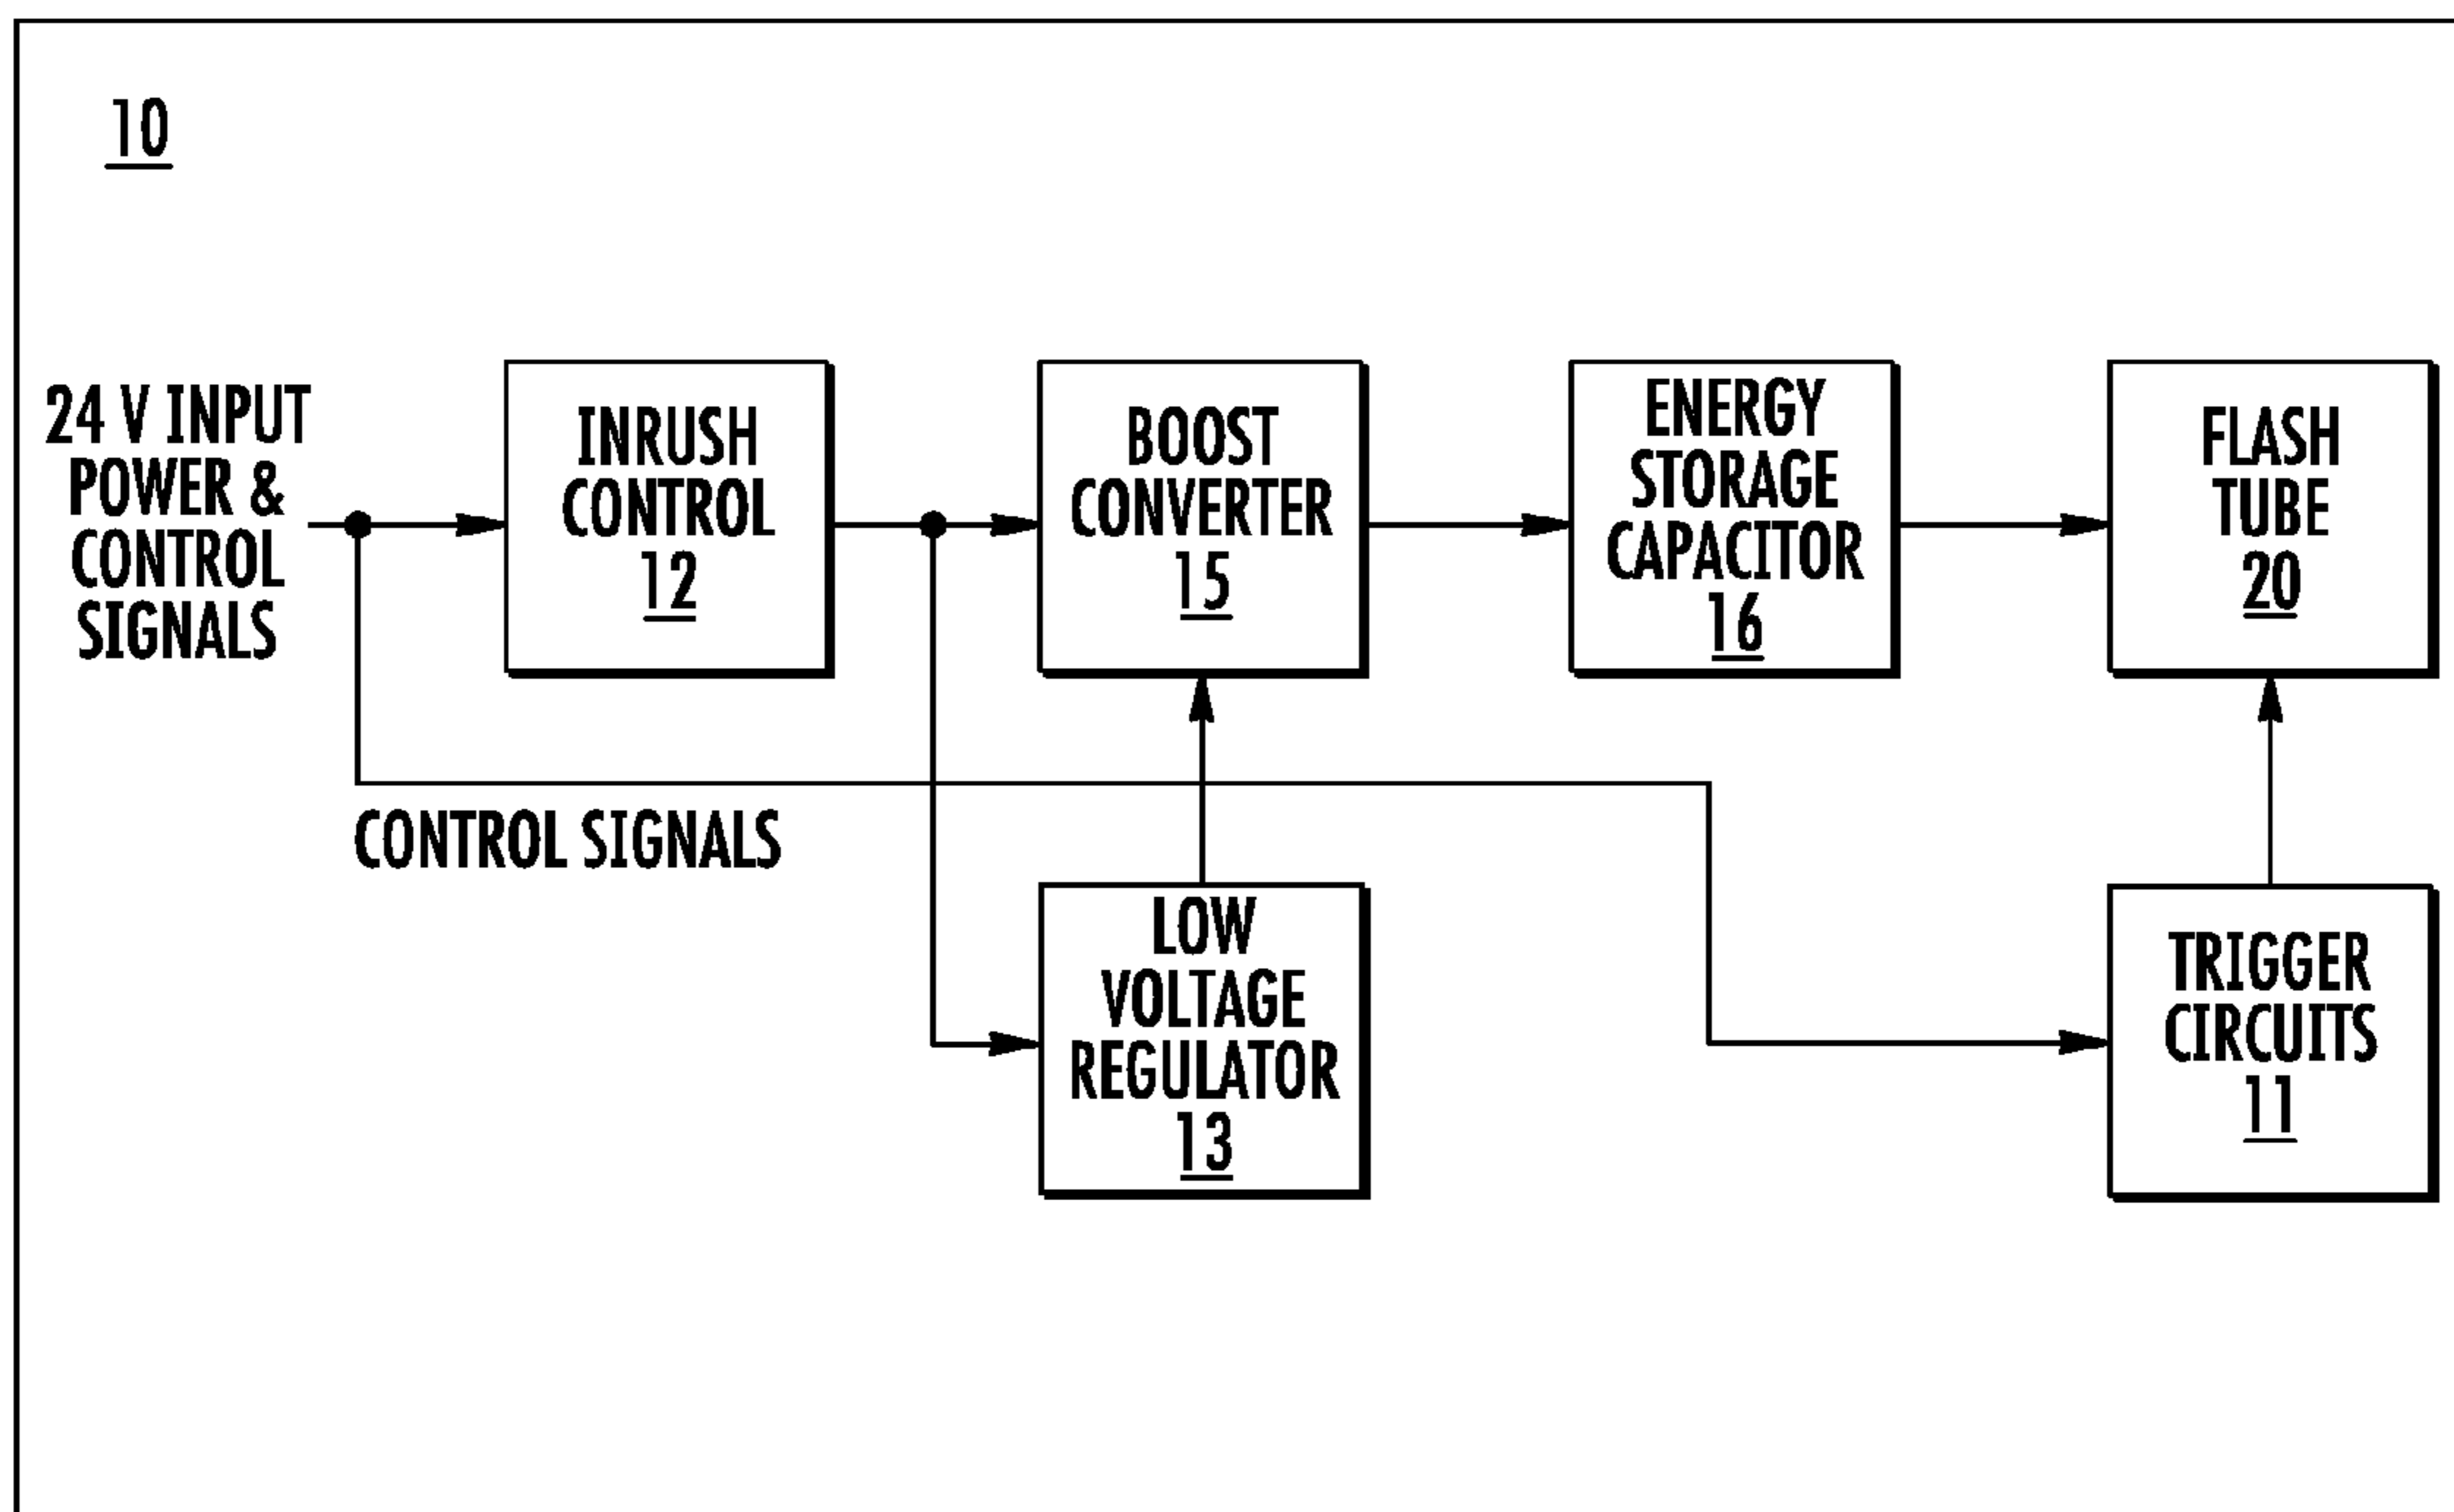 10
24 V INPUT
POWER &
CONTROL
SIGNALS
INRUSH
CONTROL
12
BOOST
CONVERTER
15
ENERGY
STORAGE
CAPACITOR
16
FLASH
TUBE
20
CONTROL SIGNALS
LOW
VOLTAGE
REGULATOR
13
TRIGGER
CIRCUITS
11